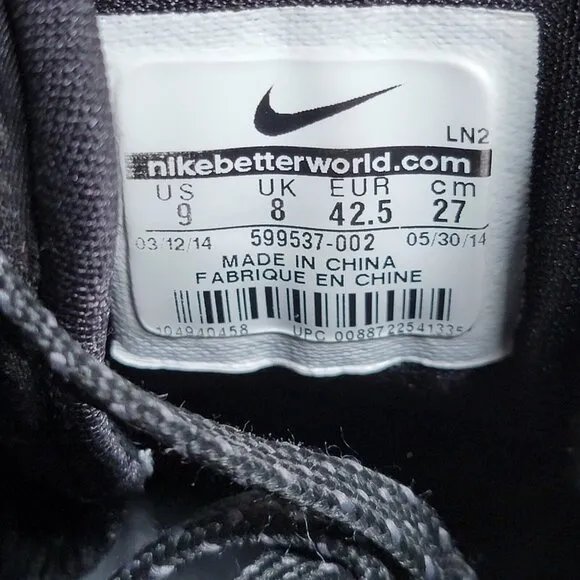 LN2
nikebetterworld.com
US UK EUR cm
9 8 42.5 27
03/12/14 599537-002 05/30/14
MADE IN CHINA
FABRIQUE EN CHINE
104940458 UPC 0088722541335